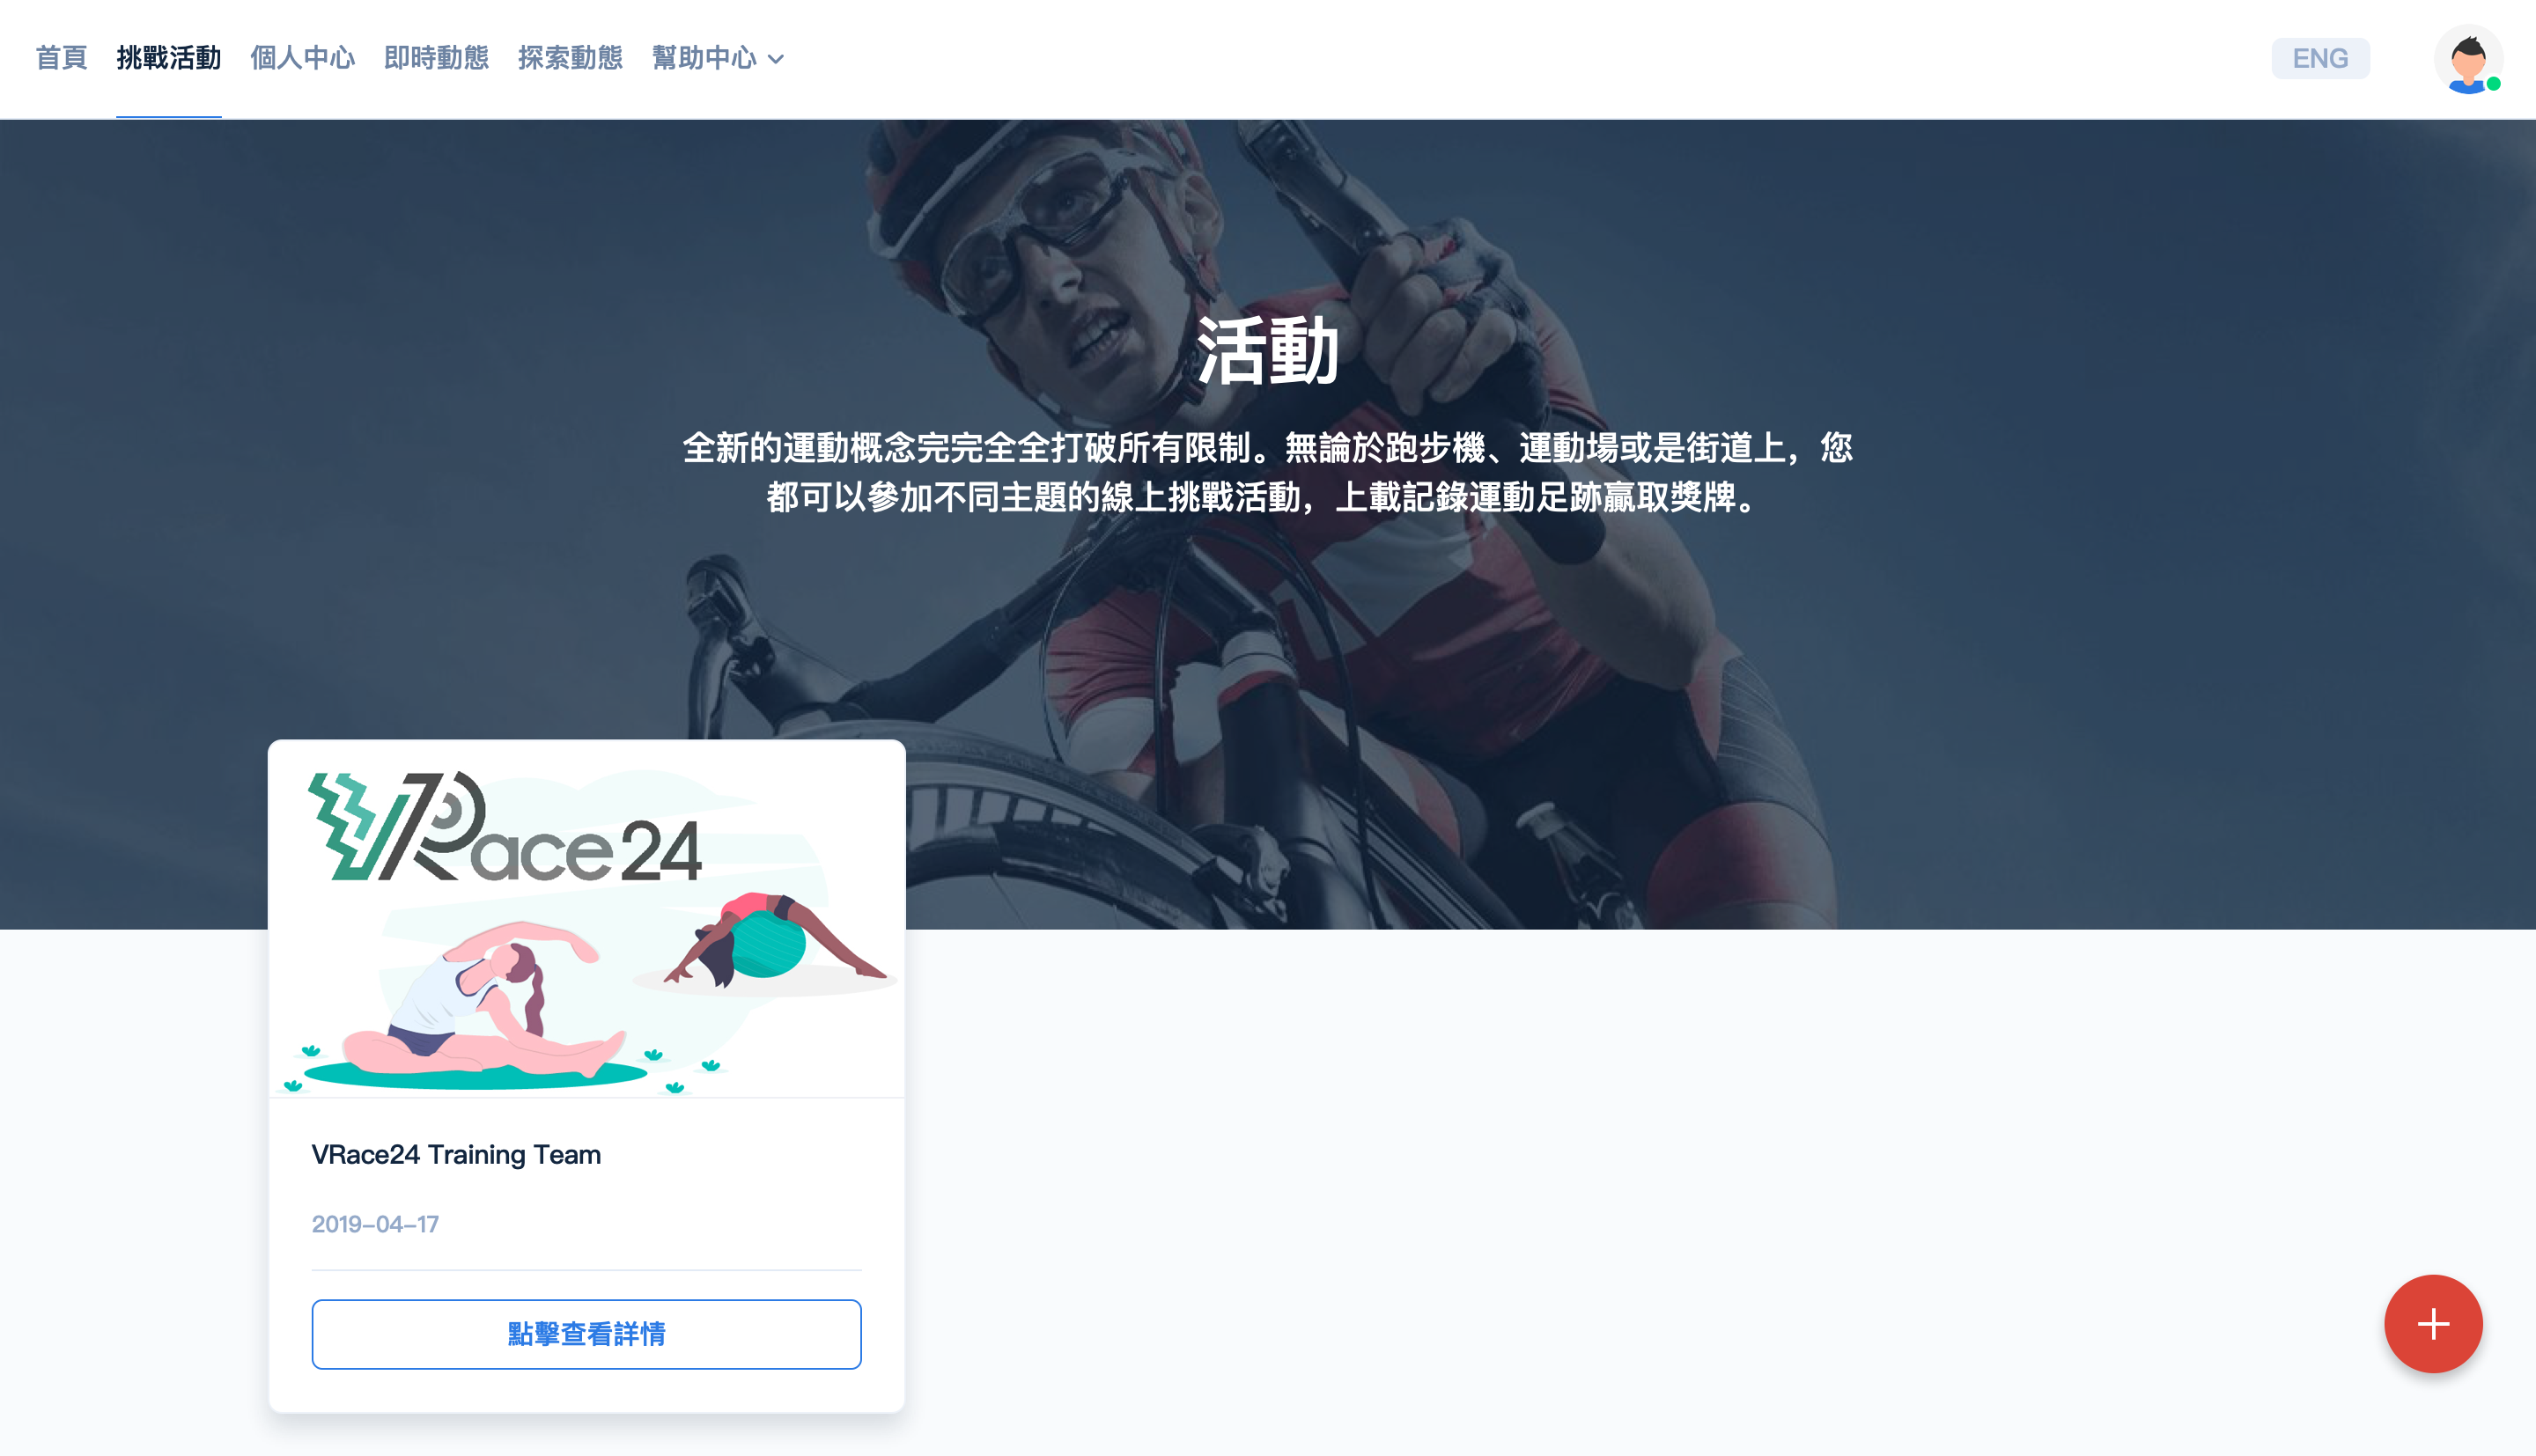 首頁 挑戰活動 個人中心 即時動態 探索動態 幫助中心 ENG
活動
全新的運動概念完完全全打破所有限制。無論於跑步機、運動場或是街道上，您
都可以參加不同主題的線上挑戰活動，上載記錄運動足跡贏取獎牌。
VRace24
VRace24 Training Team
2019-04-17
點擊查看詳情